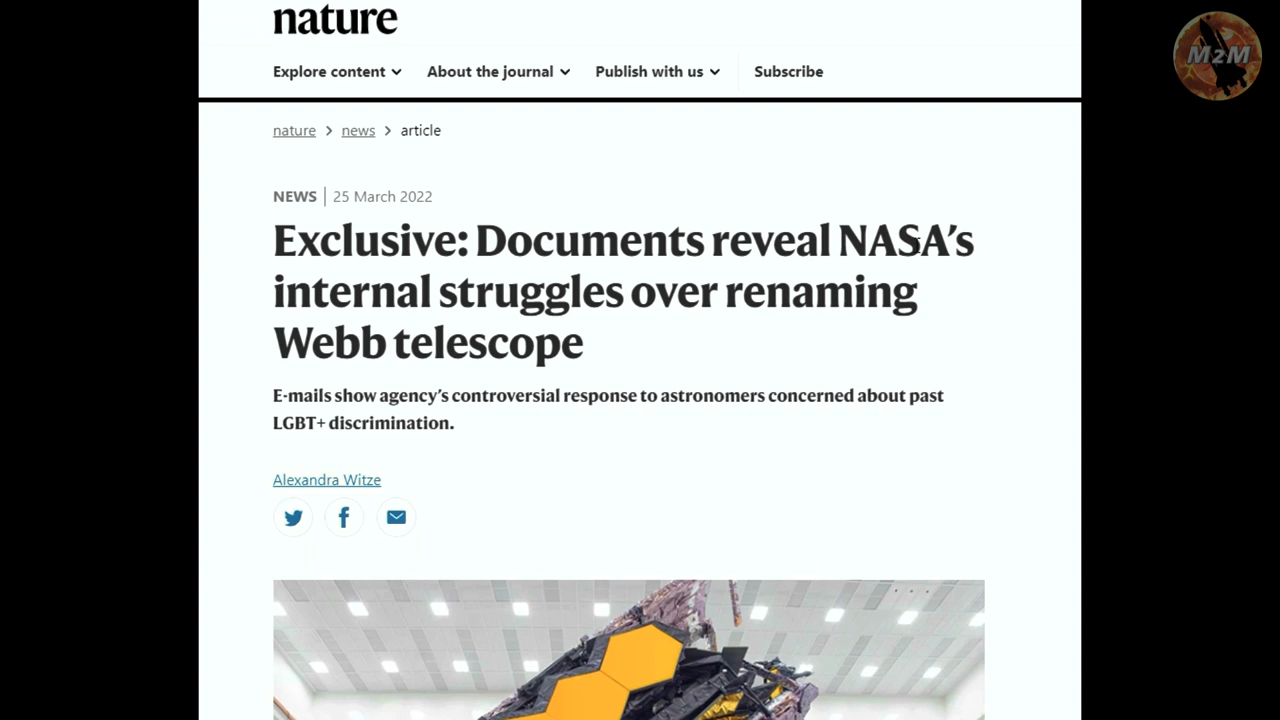 nature
Explore content About the journal Publish with us Subscribe
nature > news > article
NEWS | 25 March 2022
Exclusive: Documents reveal NASA’s
internal struggles over renaming
Webb telescope
E-mails show agency’s controversial response to astronomers concerned about past
LGBT+ discrimination.
Alexandra Witze
M2M